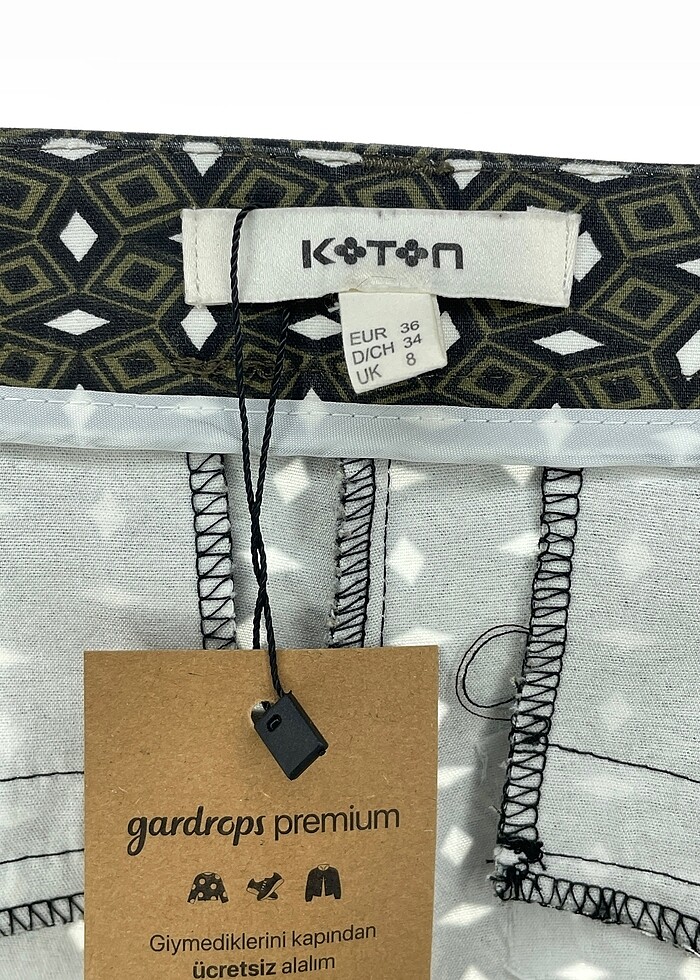 KOTON
EUR 36
D/CH 34
UK 8
gardrops premium
Giymediklerini kapından
ücretsiz alalım